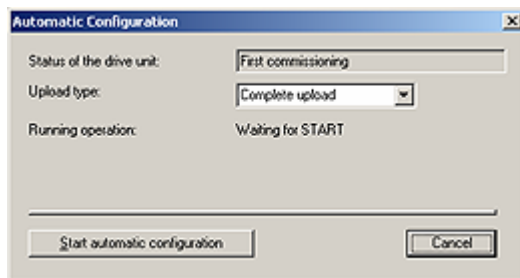 Automatic Configuration
Status of the drive unit: First commissioning
Upload type: Complete upload
Running operation: Waiting for START
Start automatic configuration Cancel